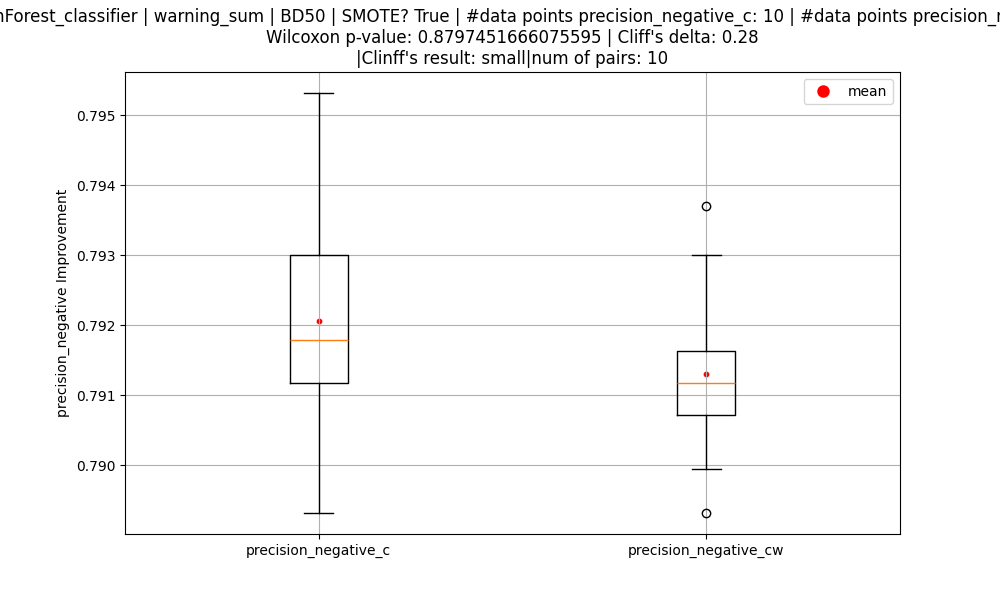 Forest_classifier | warning_sum | BD50 | SMOTE? True | #data points precision_negative_c: 10 | #data points
Wilcoxon p-value: 0.8797451666075595 | Cliff's delta: 0.28
|Clinff's result: small|num of pairs: 10
mean
0.795
0.794
0.793
0.792
0.791
0.790
precision_negative Improvement
precision_negative_c
precision_negative_cw